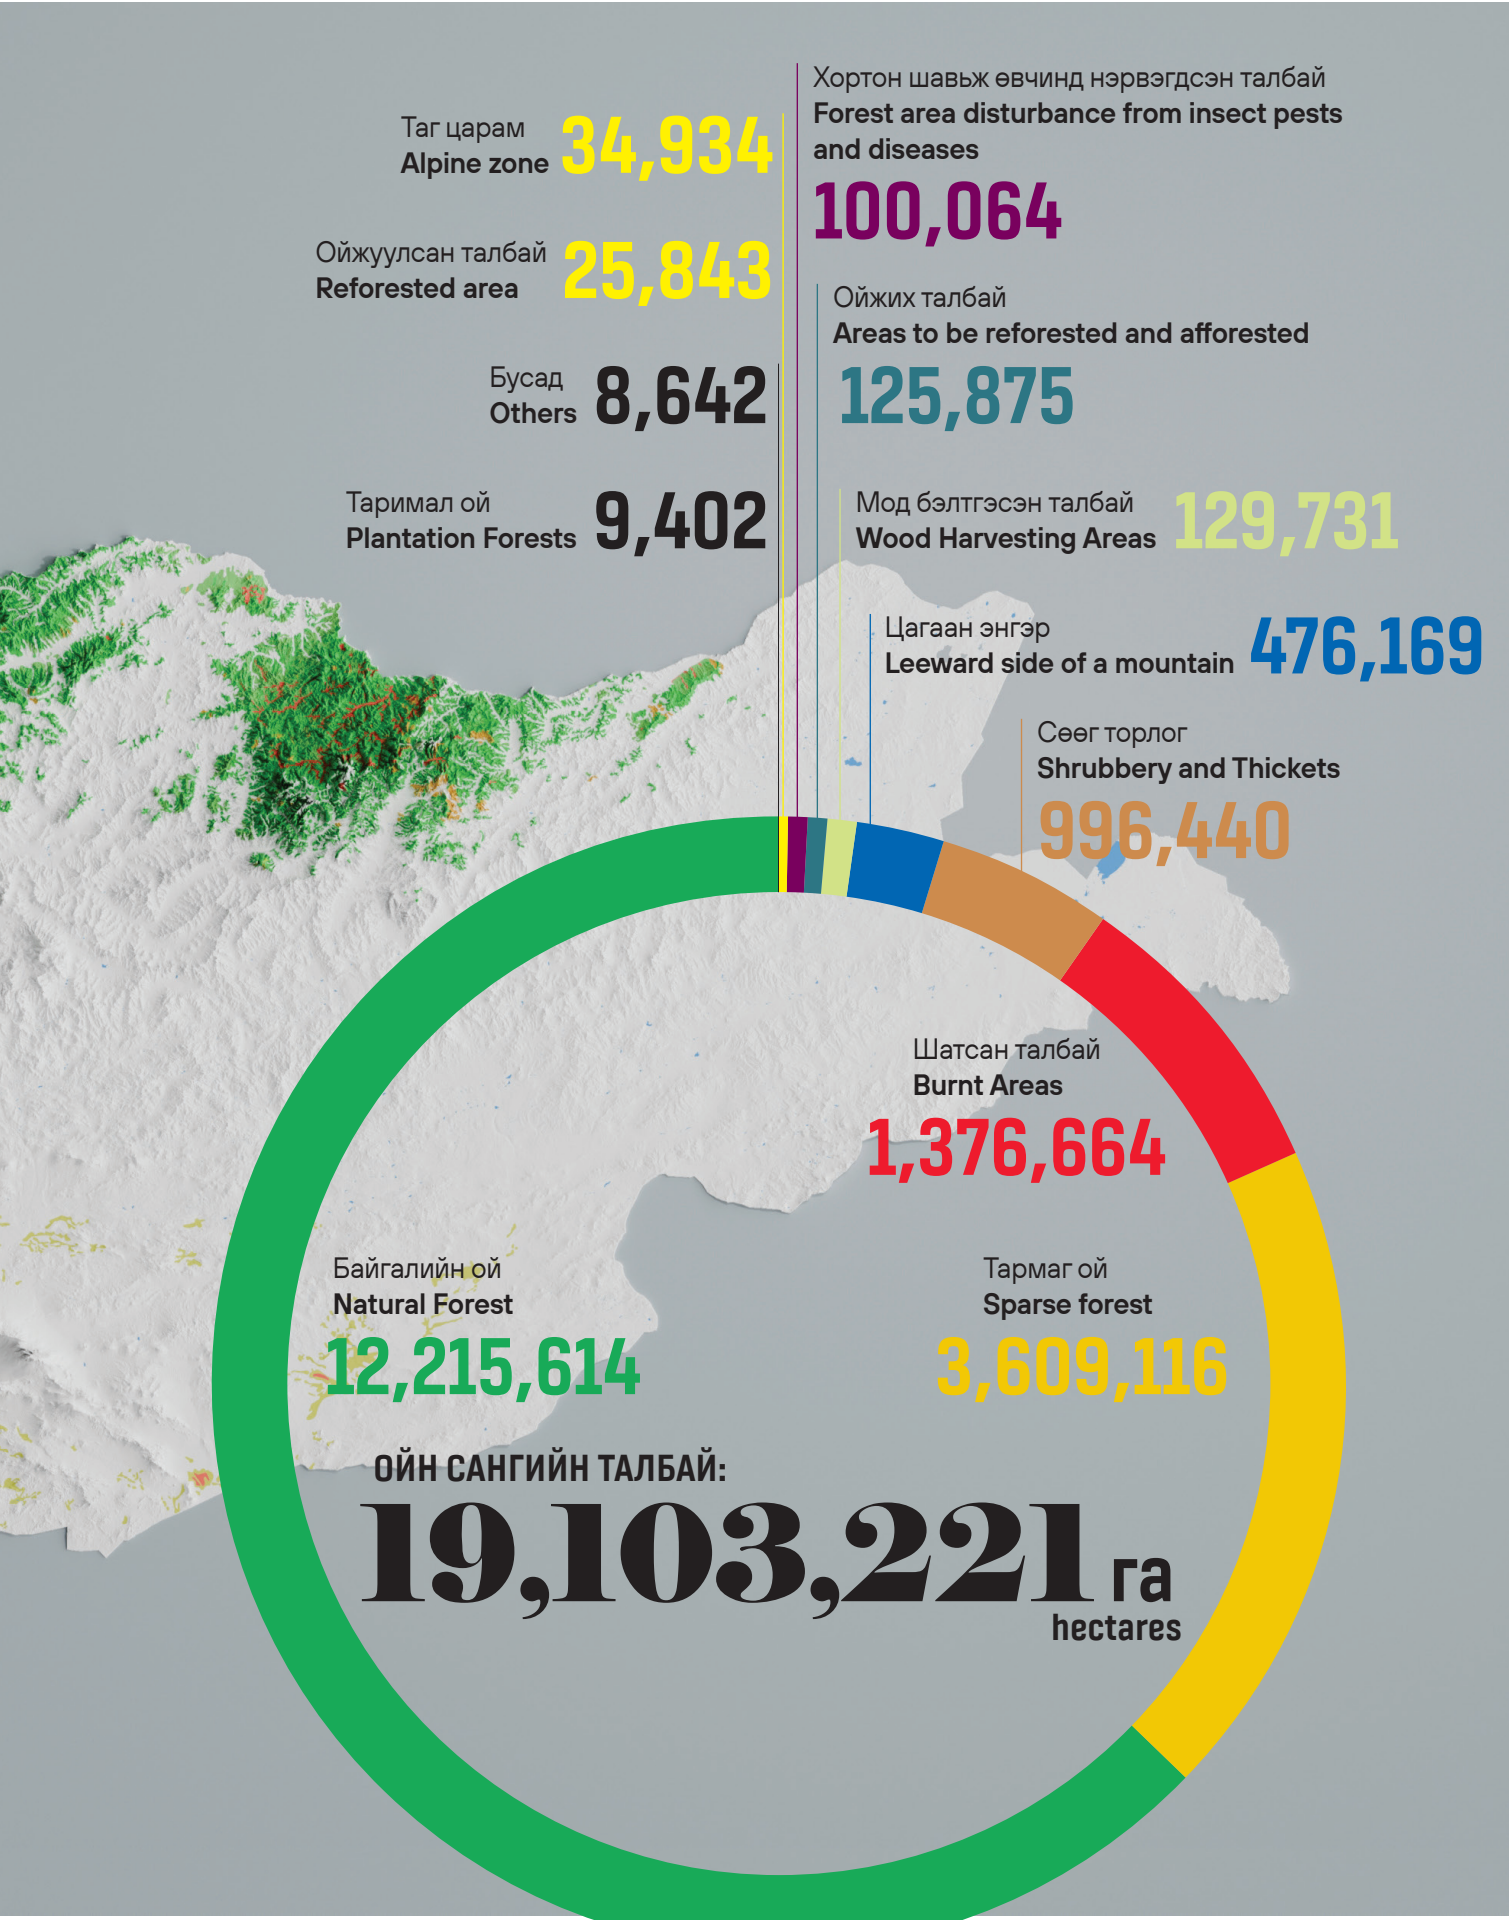 Таг царам
Alpine zone
34,934
Ойжуулсан талбай
Reforested area
25,843
Бусад
Others
8,642
Таримал ой
Plantation Forests
9,402
Хортон шавьж өвчинд нэрвэгдсэн талбай
Forest area disturbance from insect pests
and diseases
100,064
Ойжих талбай
Areas to be reforested and afforested
125,875
Мод бэлтгэсэн талбай
Wood Harvesting Areas
129,731
Цагаан энгэр
Leeward side of a mountain
476,169
Сөөг торлог
Shrubbery and Thickets
996,440
Шатсан талбай
Burnt Areas
1,376,664
Байгалийн ой
Natural Forest
12,215,614
Тармаг ой
Sparse forest
3,609,116
ОЙН САНГИЙН ТАЛБАЙ:
19,103,221 га
hectares